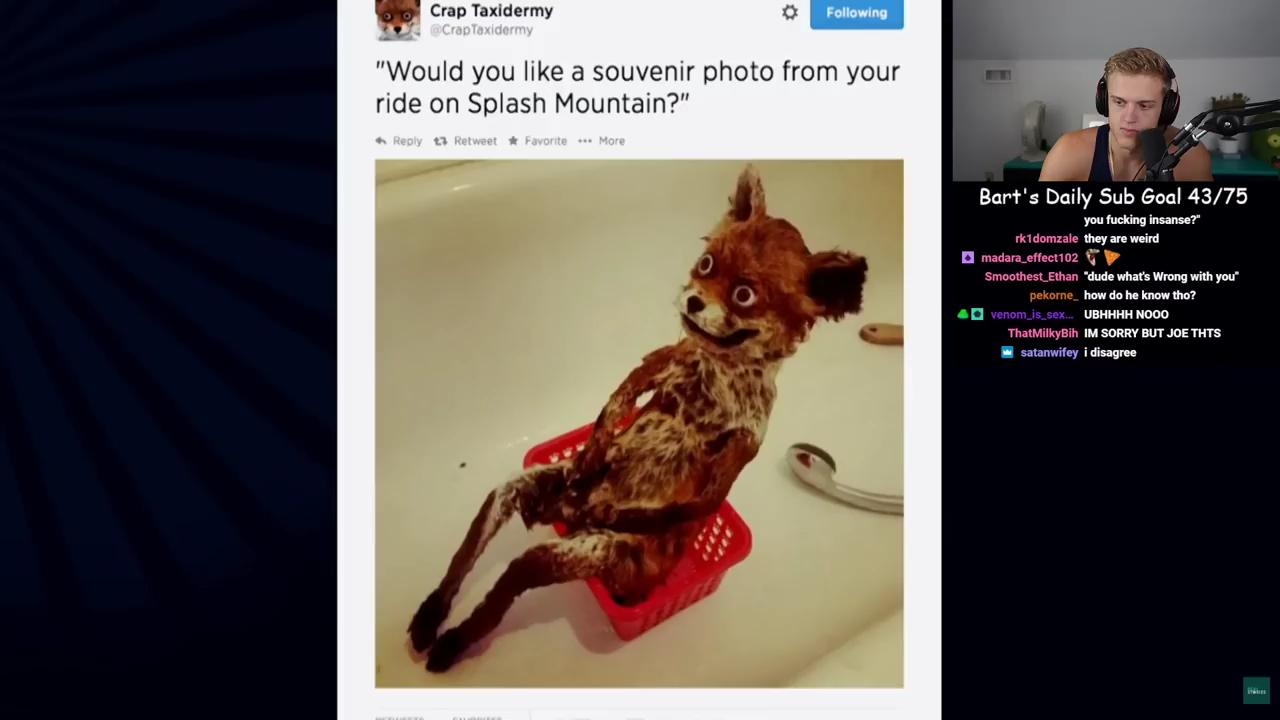 Crap Taxidermy
@CrapTaxidermy
Following
"Would you like a souvenir photo from your
ride on Splash Mountain?"
Reply Retweet Favorite More
RETWEETS FAVORITES
Bart's Daily Sub Goal 43/75
you fucking insanse?"
rk1domzale they are weird
madara_effect102
Smoothest_Ethan "dude what's Wrong with you"
pekorne_ how do he know tho?
venom_is_sex... UBHHHH NOOO
ThatMilkyBih IM SORRY BUT JOE THTS
satanwifey i disagree